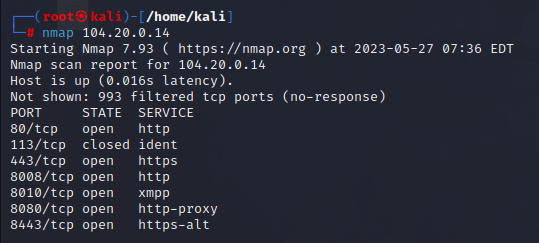 ┌──(root㉿kali)-[/home/kali]
└─# nmap 104.20.0.14
Starting Nmap 7.93 ( https://nmap.org ) at 2023-05-27 07:36 EDT
Nmap scan report for 104.20.0.14
Host is up (0.016s latency).
Not shown: 993 filtered tcp ports (no-response)
PORT     STATE  SERVICE
80/tcp   open   http
113/tcp  closed ident
443/tcp  open   https
8008/tcp open   http
8010/tcp open   xmpp
8080/tcp open   http-proxy
8443/tcp open   https-alt